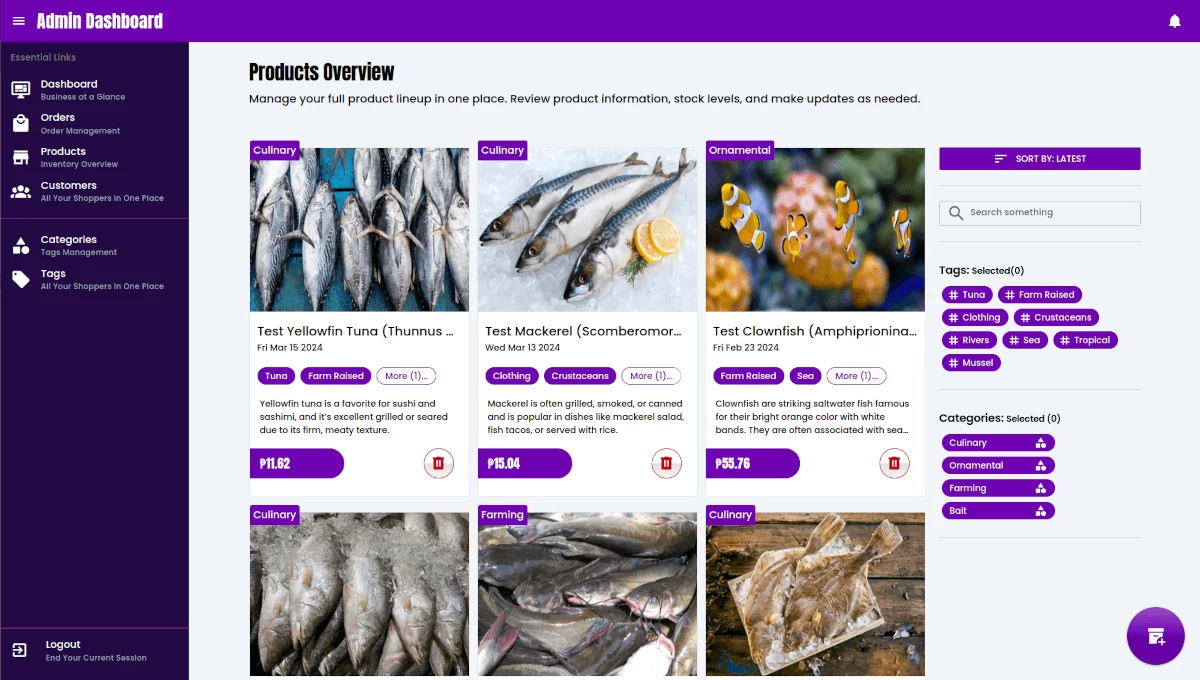 Admin Dashboard
Essential Links
Dashboard
Business at a Glance
Orders
Order Management
Products
Inventory Overview
Customers
All Your Shoppers In One Place
Categories
Tags Management
Tags
All Your Shoppers In One Place
Logout
End Your Current Session
Products Overview
Manage your full product lineup in one place. Review product information, stock levels, and make updates as needed.
Culinary
Test Yellowfin Tuna (Thunnus ...
Fri Mar 15 2024
Tuna Farm Raised More (1)...
Yellowfin tuna is a favorite for sushi and
sashimi, and it's excellent grilled or seared
due to its firm, meaty texture.
₱11.62
Culinary
Test Mackerel (Scomberomor...
Wed Mar 13 2024
Clothing Crustaceans More (1)...
Mackerel is often grilled, smoked, or canned
and is popular in dishes like mackerel salad,
fish tacos, or served with rice.
₱15.04
Ornamental
Test Clownfish (Amphiprionina...
Fri Feb 23 2024
Farm Raised Sea More (1)...
Clownfish are striking saltwater fish famous
for their bright orange color with white
bands. They are often associated with sea...
₱55.76
Culinary
Farming
Culinary
SORT BY: LATEST
Search something
Tags: Selected(0)
# Tuna # Farm Raised
# Clothing # Crustaceans
# Rivers # Sea # Tropical
# Mussel
Categories: Selected (0)
Culinary
Ornamental
Farming
Bait